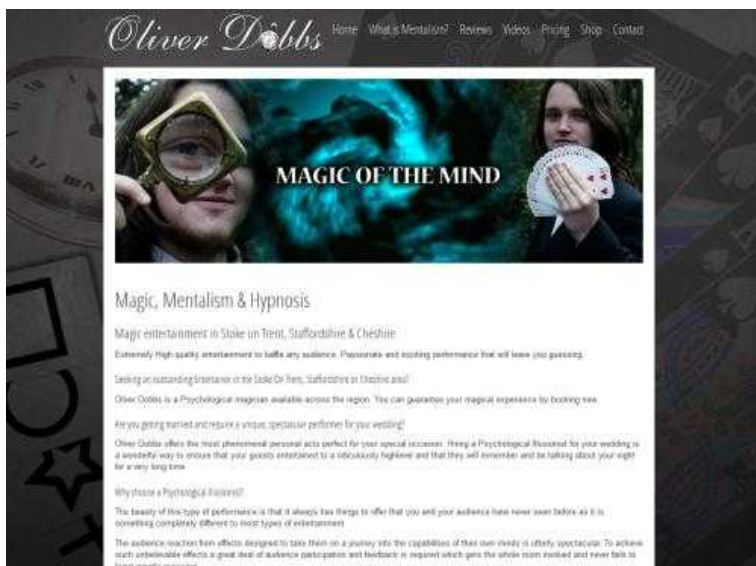 Oliver Dobbs
Home What is Mentalism? Reviews Videos Pricing Shop Contact
MAGIC OF THE MIND
Magic, Mentalism & Hypnosis
Magic entertainment in Stoke on Trent, Staffordshire & Cheshire
Extremely High quality entertainment to baffle any audience. Passionate and exciting performance that will leave you guessing.
Seeking an outstanding Entertainer in the Stoke On Trent, Staffordshire or Cheshire area?
Oliver Dobbs is a Psychological magician available across the region. You can guarantee your magical experience by booking now.
Are you getting married and require a unique, spectacular performer for your wedding?
Oliver Dobbs offers the most phenomenal personal acts perfect for your special occasion. Hiring a Psychological Illusionist for your wedding is
a wonderful way to ensure that your guests entertained to a ridiculously highlevel and that they will remember and be talking about your night
for a very long time.
Why choose a Psychological Illusionist?
The beauty of this type of performance is that it always has things to offer that you and your audience have never seen before as it is
something completely different to most types of entertainment
The audience reaction from effects designed to take them on a journey into the capabilities of their own minds is utterly spectacular. To achieve
such unbelievable effects a great deal of audience participation and feedback is required which gets the whole room involved and never fails to